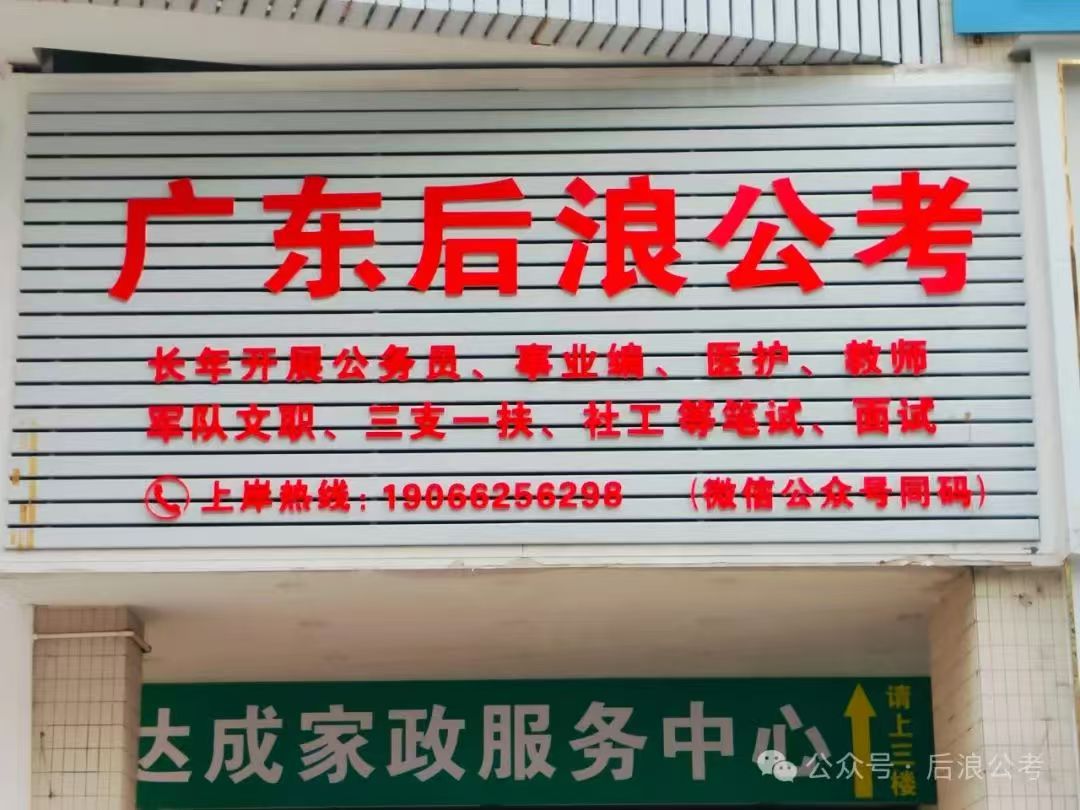 广东后浪公考
长年开展公务员、事业编、医护、教师
军队文职、三支一扶、社工等笔试、面试
上岸热线：19066256298 （微信公众号同码）
达成家政服务中心
请上三楼
公众号·后浪公考